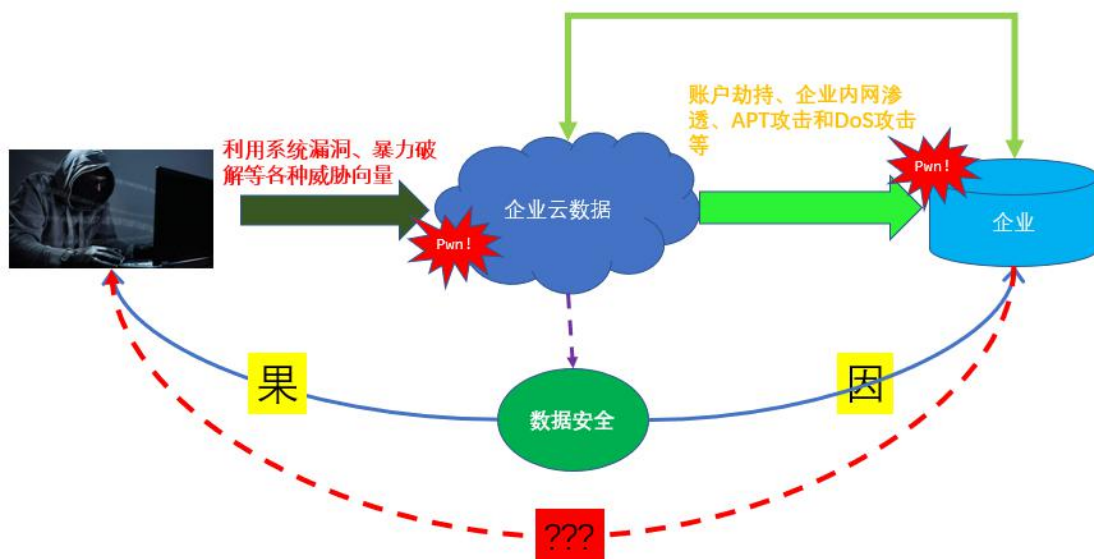 账户劫持、企业内网渗
透、APT攻击和DoS攻击
等
利用系统漏洞、暴力破
解等各种威胁向量
Pwn!
企业云数据
企业
Pwn!
果
因
数据安全
???